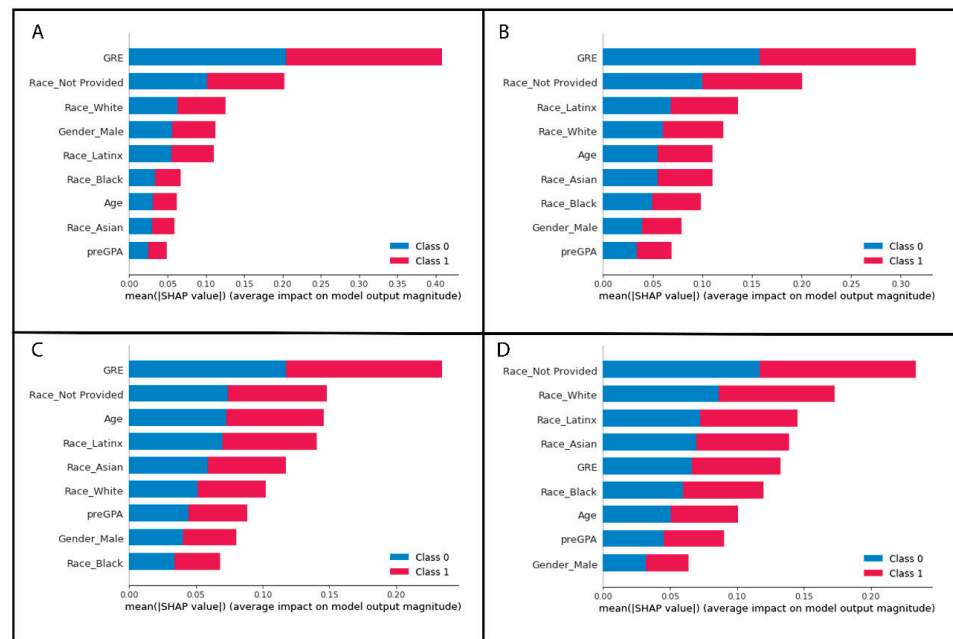 A
GRE
Race_Not Provided
Race_White
Gender_Male
Race_Latinx
Race_Black
Age
Race_Asian
preGPA
Class 0
Class 1
0.00 0.05 0.10 0.15 0.20 0.25 0.30 0.35 0.40
mean(|SHAP value|) (average impact on model output magnitude)
B
GRE
Race_Not Provided
Race_Latinx
Race_White
Age
Race_Asian
Race_Black
Gender_Male
preGPA
Class 0
Class 1
0.00 0.05 0.10 0.15 0.20 0.25 0.30
mean(|SHAP value|) (average impact on model output magnitude)
C
GRE
Race_Not Provided
Age
Race_Latinx
Race_Asian
Race_White
preGPA
Gender_Male
Race_Black
Class 0
Class 1
0.00 0.05 0.10 0.15 0.20
mean(|SHAP value|) (average impact on model output magnitude)
D
Race_Not Provided
Race_White
Race_Latinx
Race_Asian
GRE
Race_Black
Age
preGPA
Gender_Male
Class 0
Class 1
0.00 0.05 0.10 0.15 0.20
mean(|SHAP value|) (average impact on model output magnitude)